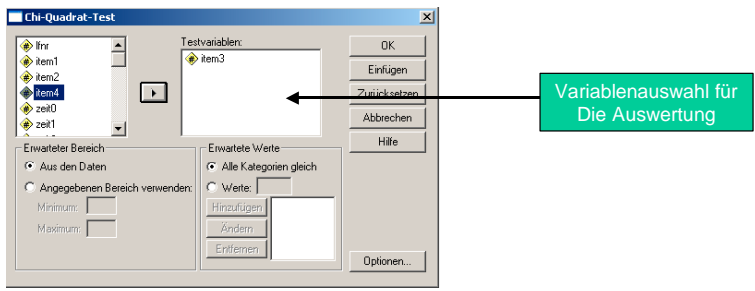 Chi-Quadrat-Test
lfnr
item1
item2
item4
zeit0
zeit1
Testvariablen:
item3
OK
Einfügen
Zurücksetzen
Abbrechen
Hilfe
Erwarteter Bereich
Aus den Daten
Angegebenen Bereich verwenden:
Minimum:
Maximum:
Erwartete Werte
Alle Kategorien gleich
Werte:
Hinzufügen
Ändern
Entfernen
Optionen...
Variablenauswahl für
Die Auswertung